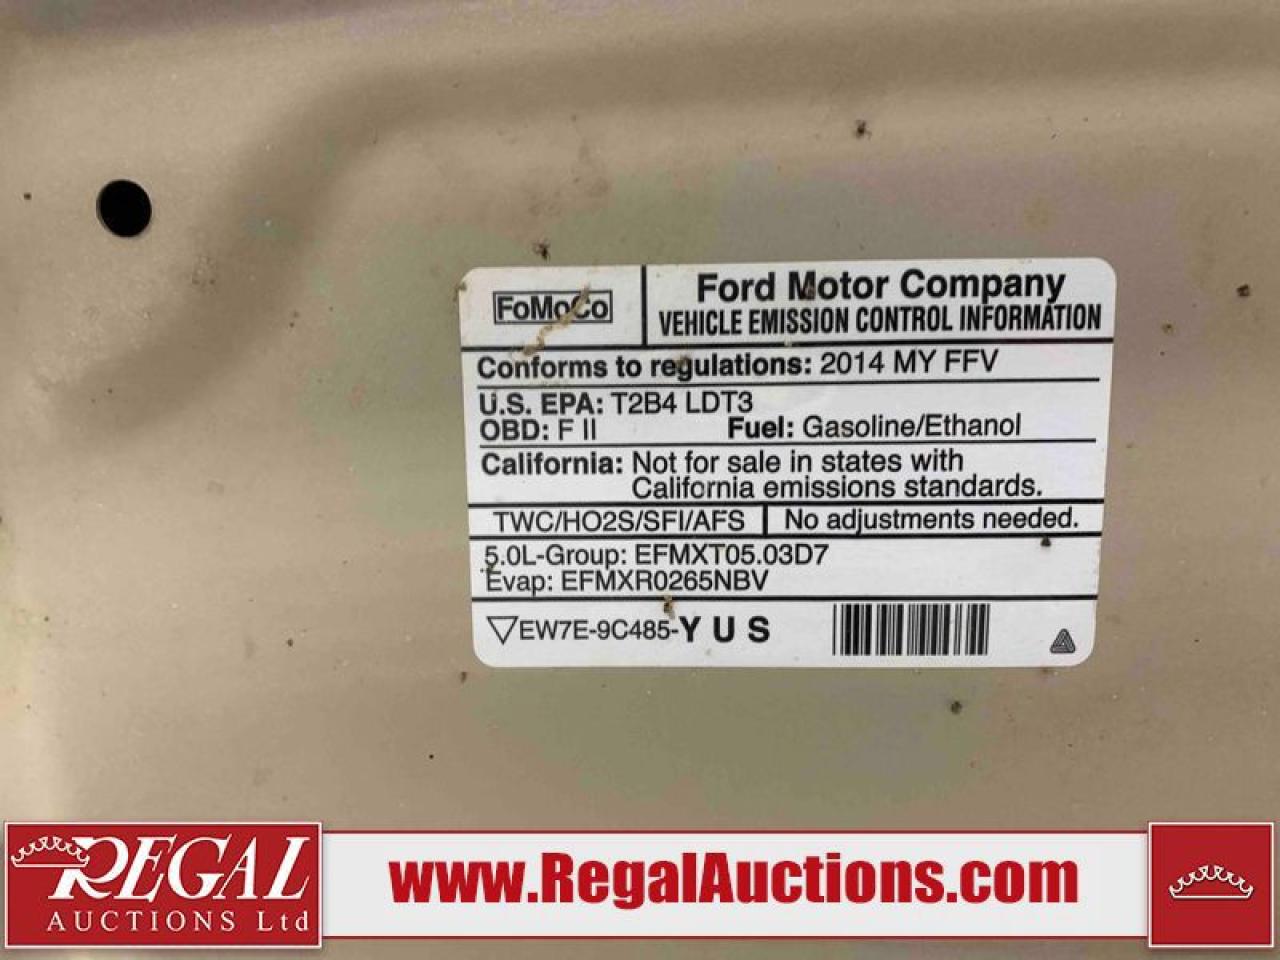 FoMoCo
Ford Motor Company
VEHICLE EMISSION CONTROL INFORMATION
Conforms to regulations: 2014 MY FFV
U.S. EPA: T2B4 LDT3
OBD: F II Fuel: Gasoline/Ethanol
California: Not for sale in states with
California emissions standards.
TWC/HO2S/SFI/AFS No adjustments needed.
5.0L-Group: EFMXT05.03D7
Evap: EFMXR0265NBV
EW7E-9C485-YUS
REGAL
AUCTIONS Ltd
www.RegalAuctions.com